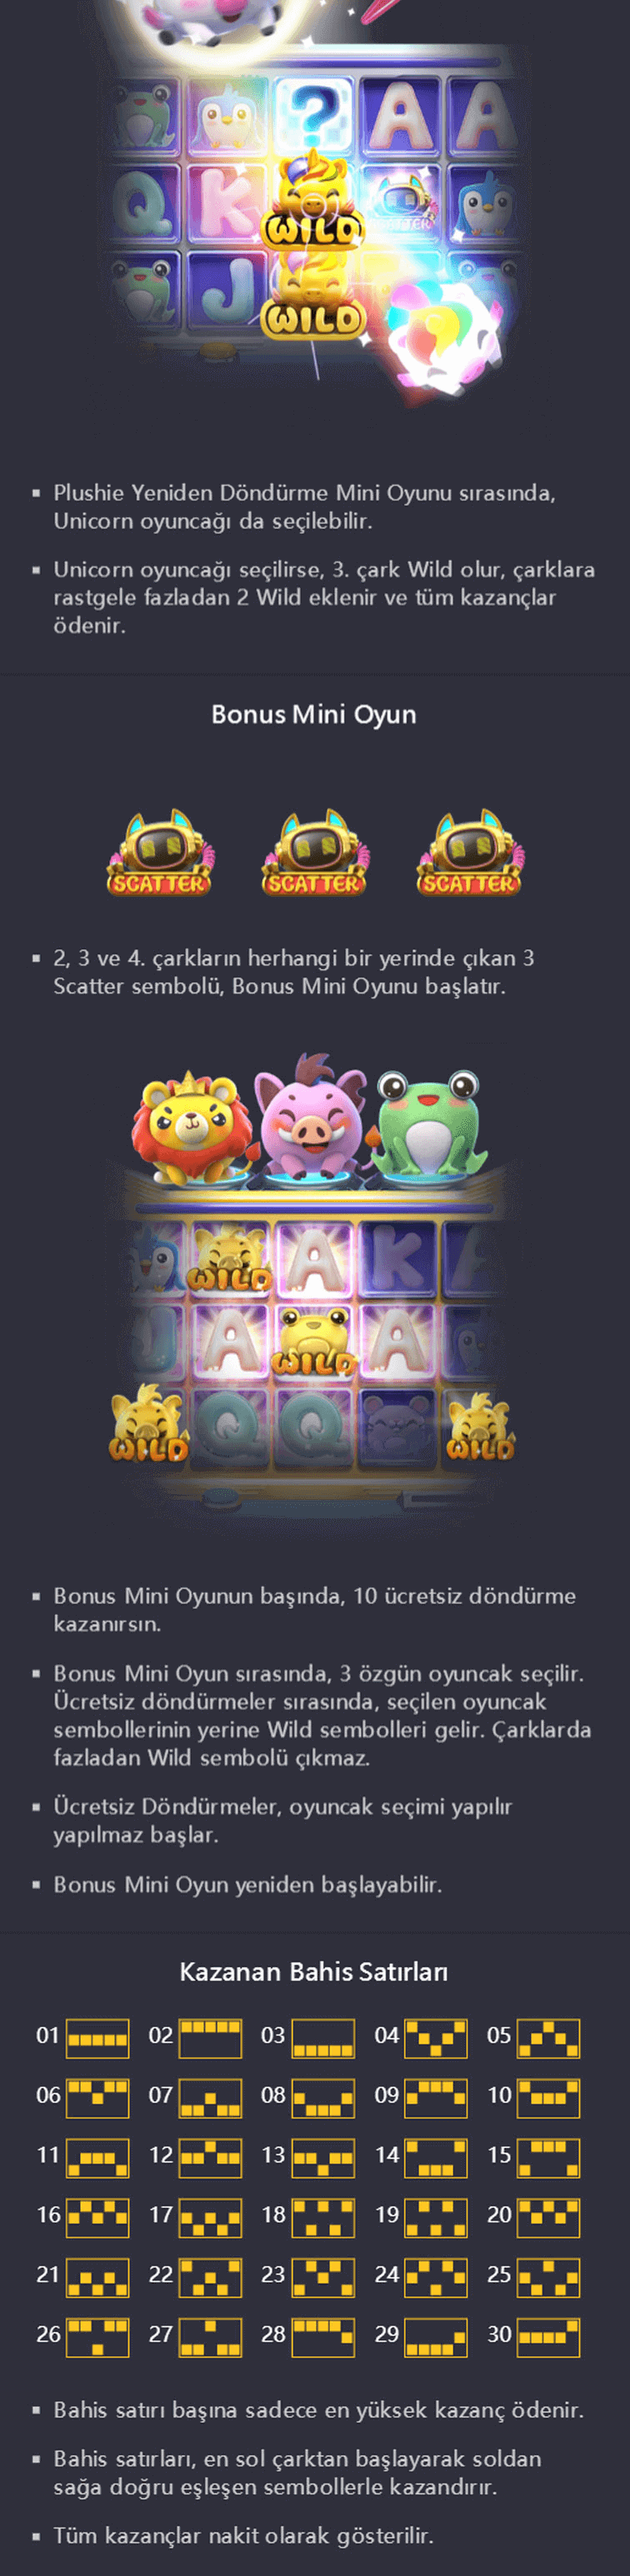 ? A A
Q K WILD SCATTER
J WILD
Plushie Yeniden Döndürme Mini Oyunu sırasında,
Unicorn oyuncağı da seçilebilir.
Unicorn oyuncağı seçilirse, 3. çark Wild olur, çarklara
rastgele fazladan 2 Wild eklenir ve tüm kazançlar
ödenir.
Bonus Mini Oyun
SCATTER SCATTER SCATTER
2, 3 ve 4. çarkların herhangi bir yerinde çıkan 3
Scatter sembolü, Bonus Mini Oyunu başlatır.
WILD A K A
J A WILD A
WILD Q Q WILD
Bonus Mini Oyunun başında, 10 ücretsiz döndürme
kazanırsın.
Bonus Mini Oyun sırasında, 3 özgün oyuncak seçilir.
Ücretsiz döndürmeler sırasında, seçilen oyuncak
sembollerinin yerine Wild sembolleri gelir. Çarklarda
fazladan Wild sembolü çıkmaz.
Ücretsiz Döndürmeler, oyuncak seçimi yapılır
yapılmaz başlar.
Bonus Mini Oyun yeniden başlayabilir.
Kazanan Bahis Satırları
01 02 03 04 05
06 07 08 09 10
11 12 13 14 15
16 17 18 19 20
21 22 23 24 25
26 27 28 29 30
Bahis satırı başına sadece en yüksek kazanç ödenir.
Bahis satırları, en sol çarktan başlayarak soldan
sağa doğru eşleşen sembollerle kazandırır.
Tüm kazançlar nakit olarak gösterilir.